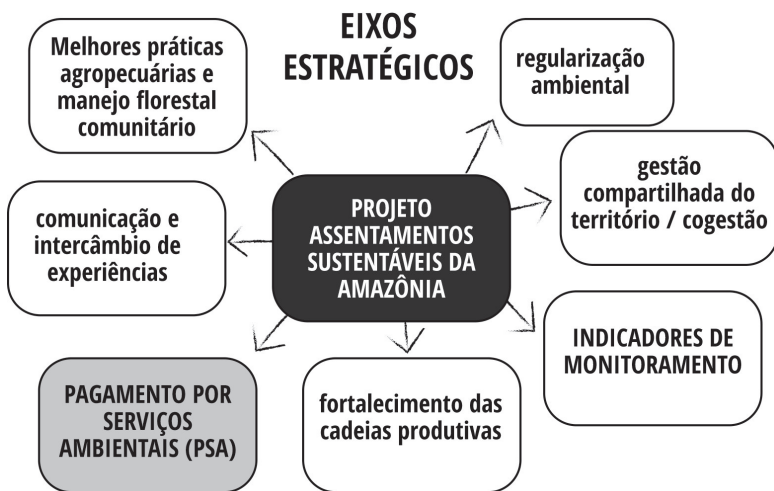 EIXOS
ESTRATÉGICOS
Melhores práticas
agropecuárias e
manejo florestal
comunitário
regularização
ambiental
gestão
compartilhada do
território / cogestão
comunicação e
intercâmbio de
experiências
PROJETO
ASSENTAMENTOS
SUSTENTÁVEIS DA
AMAZÔNIA
INDICADORES DE
MONITORAMENTO
PAGAMENTO POR
SERVIÇOS
AMBIENTAIS (PSA)
fortalecimento das
cadeias produtivas